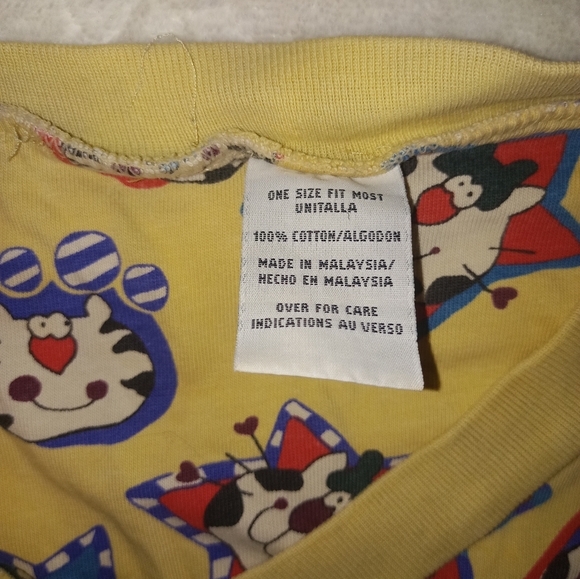 ONE SIZE FIT MOST
UNITALLA
100% COTTON/ALGODON
MADE IN MALAYSIA/
HECHO EN MALAYSIA
OVER FOR CARE
INDICATIONS AU VERSO